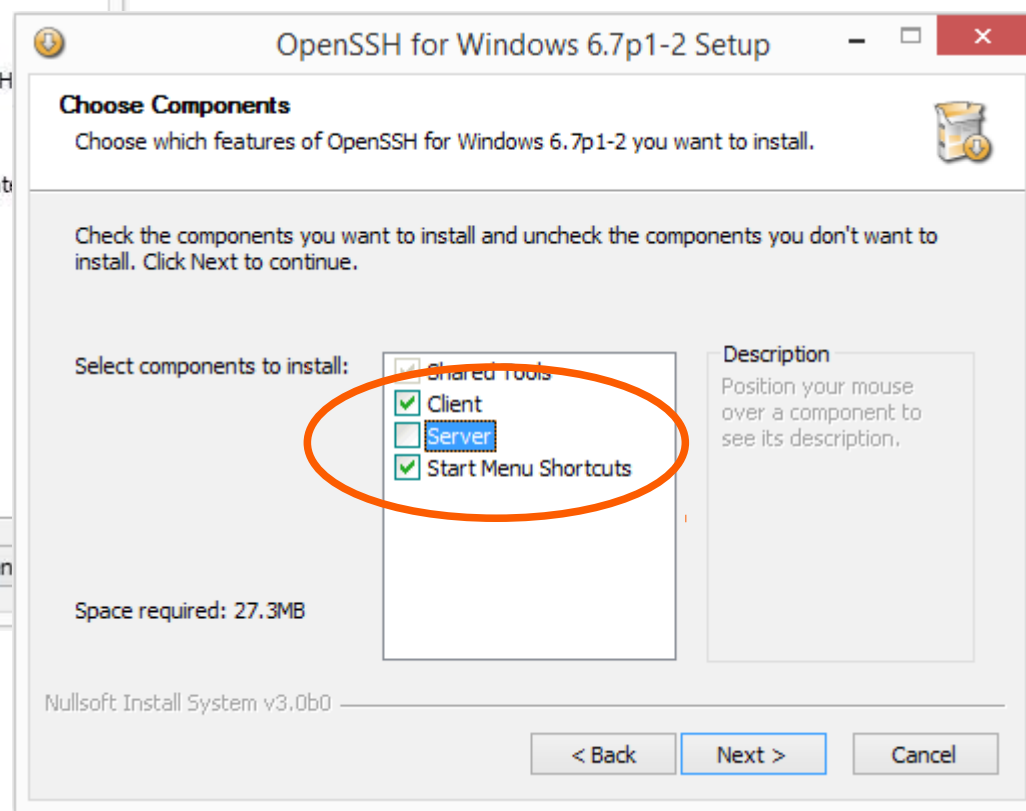 OpenSSH for Windows 6.7p1-2 Setup
Choose Components
Choose which features of OpenSSH for Windows 6.7p1-2 you want to install.
Check the components you want to install and uncheck the components you don't want to
install. Click Next to continue.
Select components to install:
Shared Tools
Client
Server
Start Menu Shortcuts
Description
Position your mouse
over a component to
see its description.
Space required: 27.3MB
Nullsoft Install System v3.0b0
< Back
Next >
Cancel